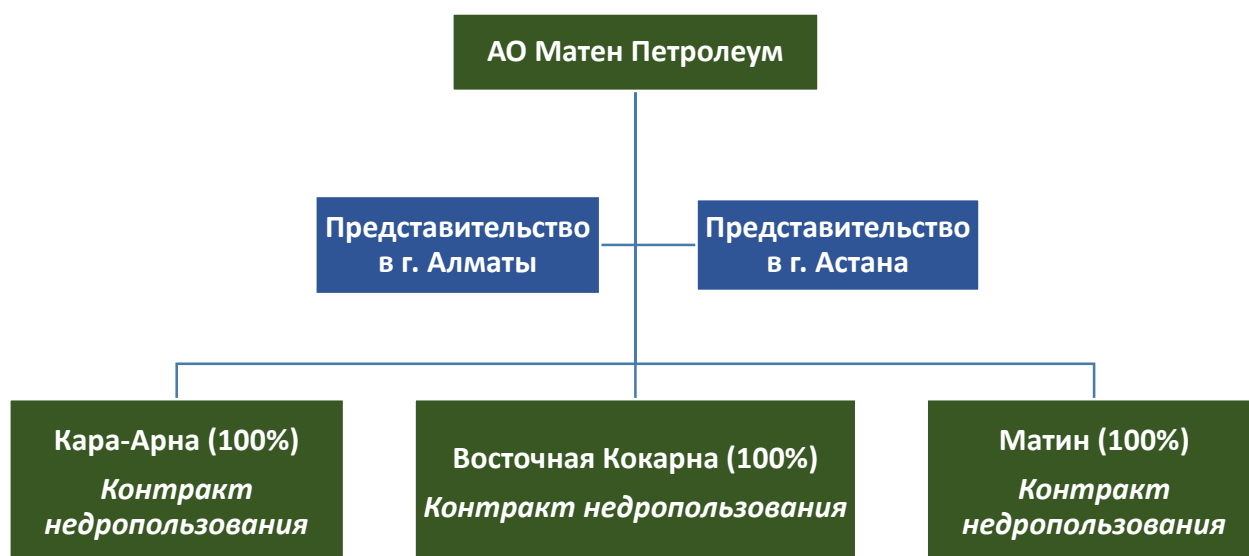 АО Матен Петролеум
Представительство
в г. Алматы
Представительство
в г. Астана
Кара-Арна (100%)
Контракт
недропользования
Восточная Кокарна (100%)
Контракт недропользования
Матин (100%)
Контракт
недропользования